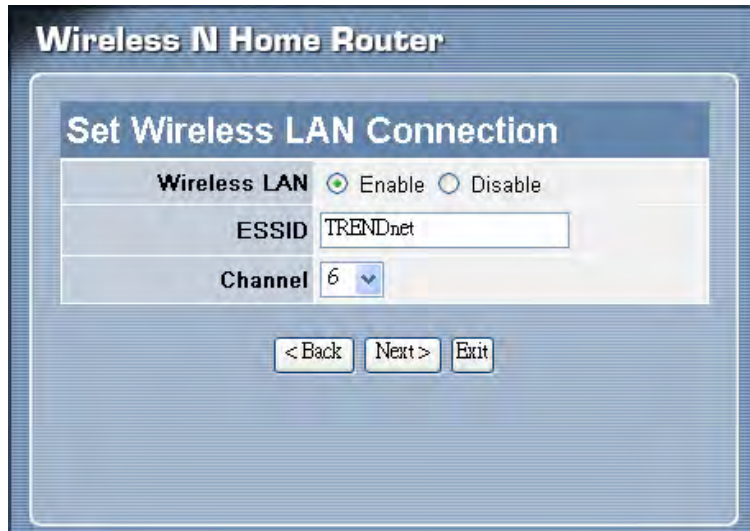 Wireless N Home Router
Set Wireless LAN Connection
Wireless LAN Enable Disable
ESSID TRENDnet
Channel 6
< Back Next > Exit